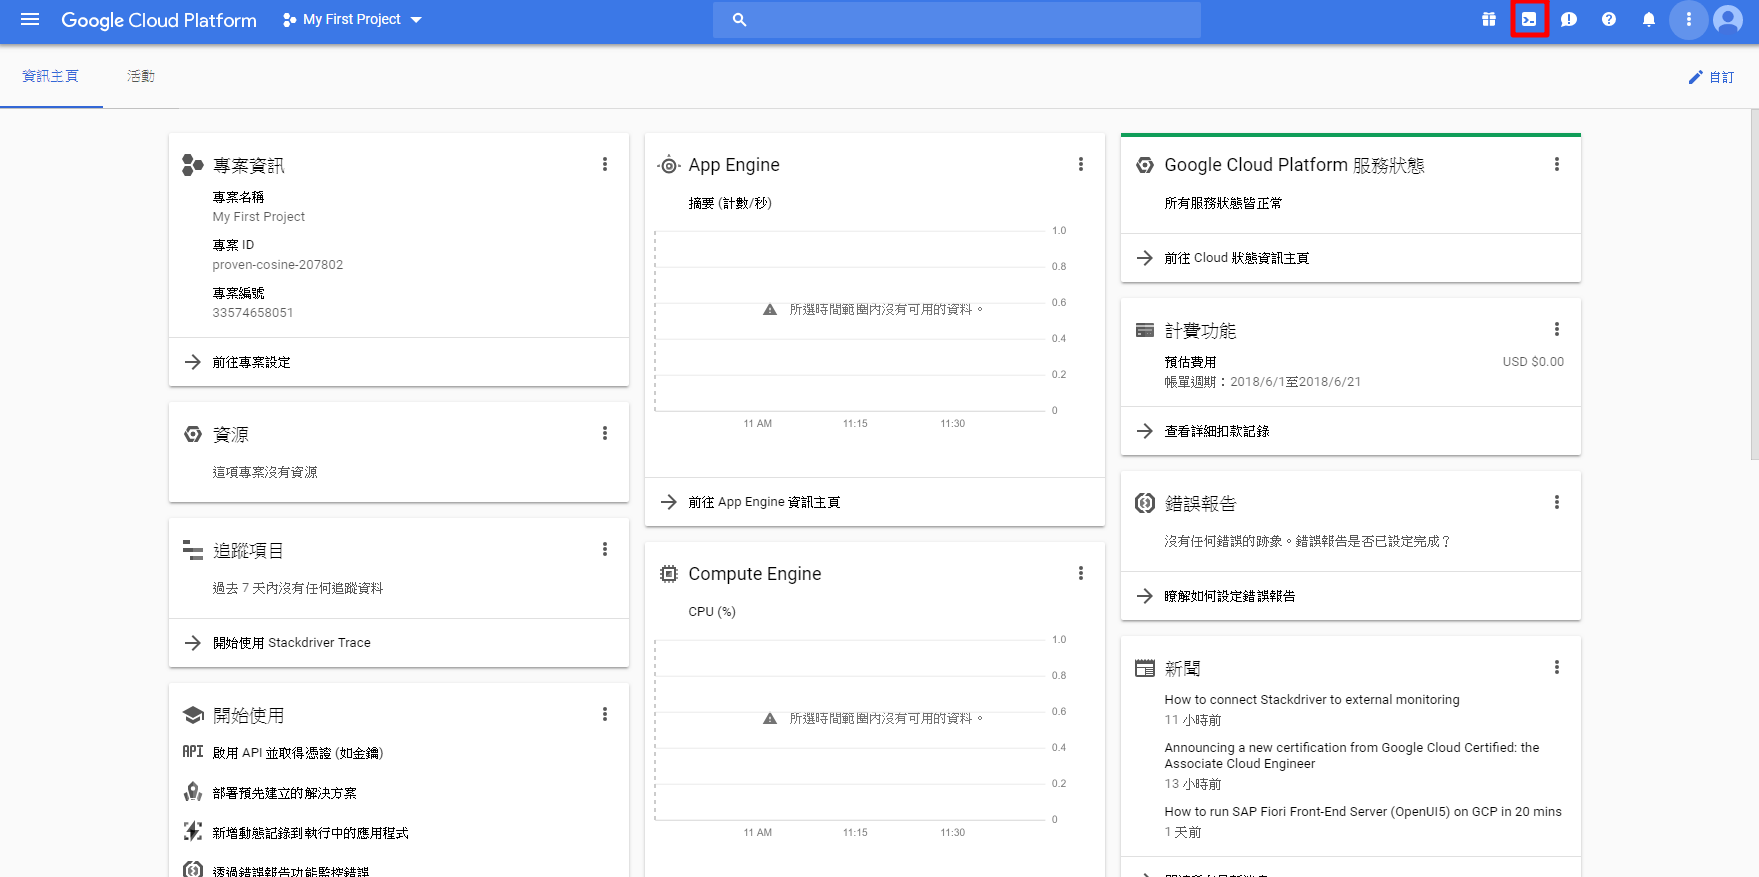 Google Cloud Platform
My First Project
資訊主頁
活動
自訂
專案資訊
專案名稱
My First Project
專案 ID
proven-cosine-207802
專案編號
33574658051
前往專案設定
資源
這項專案沒有資源
追蹤項目
過去 7 天內沒有任何追蹤資料
開始使用 Stackdriver Trace
開始使用
API 啟用 API 並取得憑證 (如金鑰)
部署預先建立的解決方案
新增動態記錄到執行中的應用程式
透過錯誤報告功能監控錯誤
App Engine
摘要 (計數/秒)
1.0
0.8
0.6
所選時間範圍內沒有可用的資料。
0.4
0.2
0
11 AM 11:15 11:30
前往 App Engine 資訊主頁
Compute Engine
CPU (%)
1.0
0.8
0.6
所選時間範圍內沒有可用的資料。
0.4
0.2
0
11 AM 11:15 11:30
Google Cloud Platform 服務狀態
所有服務狀態皆正常
前往 Cloud 狀態資訊主頁
計費功能
預估費用 USD $0.00
帳單週期：2018/6/1至2018/6/21
查看詳細扣款記錄
錯誤報告
沒有任何錯誤的跡象。錯誤報告是否已設定完成？
瞭解如何設定錯誤報告
新聞
How to connect Stackdriver to external monitoring
11 小時前
Announcing a new certification from Google Cloud Certified: the
Associate Cloud Engineer
13 小時前
How to run SAP Fiori Front-End Server (OpenUI5) on GCP in 20 mins
1 天前